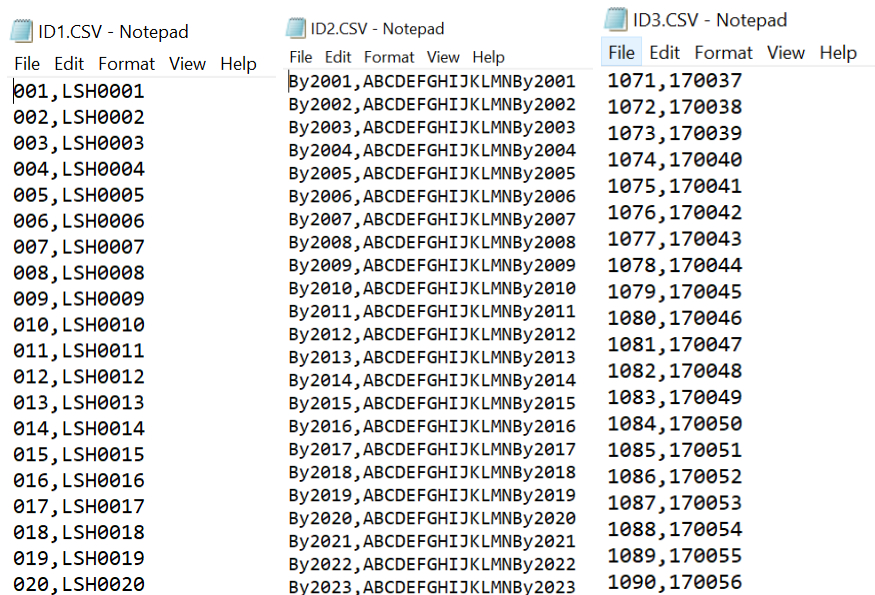 ID1.CSV - Notepad
File Edit Format View Help
001,LSH0001
002,LSH0002
003,LSH0003
004,LSH0004
005,LSH0005
006,LSH0006
007,LSH0007
008,LSH0008
009,LSH0009
010,LSH0010
011,LSH0011
012,LSH0012
013,LSH0013
014,LSH0014
015,LSH0015
016,LSH0016
017,LSH0017
018,LSH0018
019,LSH0019
020,LSH0020
ID2.CSV - Notepad
File Edit Format View Help
By2001,ABCDEFGHIJKLMNBy2001
By2002,ABCDEFGHIJKLMNBy2002
By2003,ABCDEFGHIJKLMNBy2003
By2004,ABCDEFGHIJKLMNBy2004
By2005,ABCDEFGHIJKLMNBy2005
By2006,ABCDEFGHIJKLMNBy2006
By2007,ABCDEFGHIJKLMNBy2007
By2008,ABCDEFGHIJKLMNBy2008
By2009,ABCDEFGHIJKLMNBy2009
By2010,ABCDEFGHIJKLMNBy2010
By2011,ABCDEFGHIJKLMNBy2011
By2012,ABCDEFGHIJKLMNBy2012
By2013,ABCDEFGHIJKLMNBy2013
By2014,ABCDEFGHIJKLMNBy2014
By2015,ABCDEFGHIJKLMNBy2015
By2016,ABCDEFGHIJKLMNBy2016
By2017,ABCDEFGHIJKLMNBy2017
By2018,ABCDEFGHIJKLMNBy2018
By2019,ABCDEFGHIJKLMNBy2019
By2020,ABCDEFGHIJKLMNBy2020
By2021,ABCDEFGHIJKLMNBy2021
By2022,ABCDEFGHIJKLMNBy2022
By2023,ABCDEFGHIJKLMNBy2023
ID3.CSV - Notepad
File Edit Format View Help
1071,170037
1072,170038
1073,170039
1074,170040
1075,170041
1076,170042
1077,170043
1078,170044
1079,170045
1080,170046
1081,170047
1082,170048
1083,170049
1084,170050
1085,170051
1086,170052
1087,170053
1088,170054
1089,170055
1090,170056